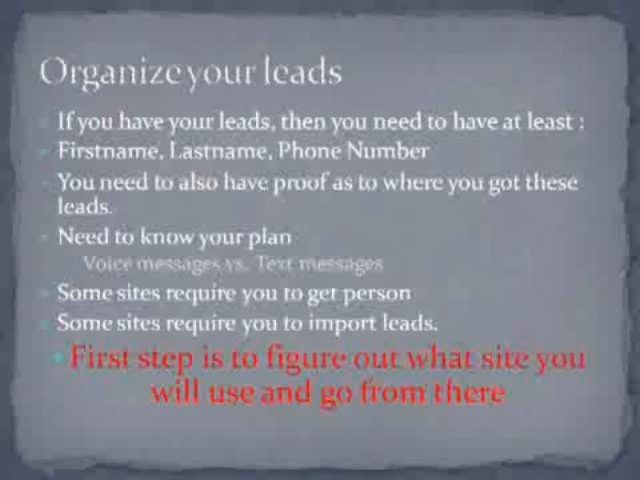 Organize your leads
If you have your leads, then you need to have at least :
Firstname, Lastname, Phone Number
You need to also have proof as to where you got these
leads.
Need to know your plan
Voice messages vs. Text messages
Some sites require you to get person
Some sites require you to import leads.
First step is to figure out what site you
will use and go from there